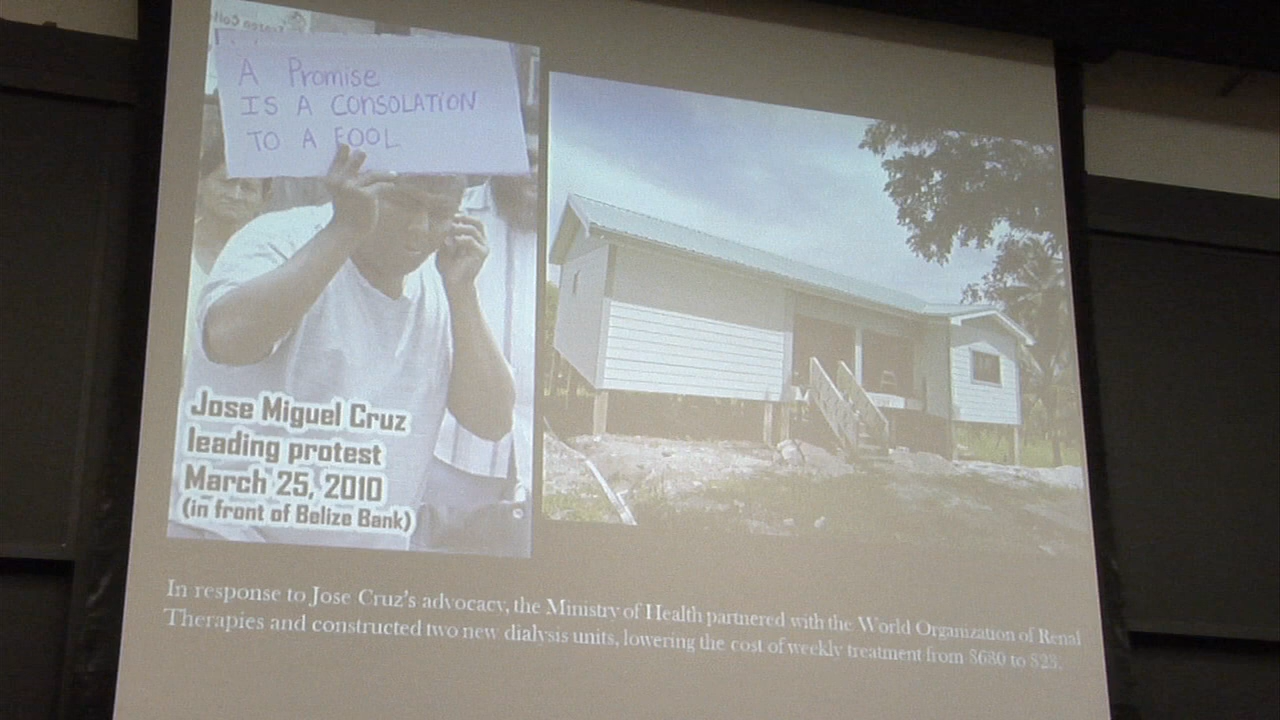 A Promise
IS A CONSOLATION
TO A FOOL
Jose Miguel Cruz
leading protest
March 25, 2010
(in front of Belize Bank)
In response to Jose Cruz's advocacy, the Ministry of Health partnered with the World Organization of Renal
Therapies and constructed two new dialysis units, lowering the cost of weekly treatment from $680 to $23.